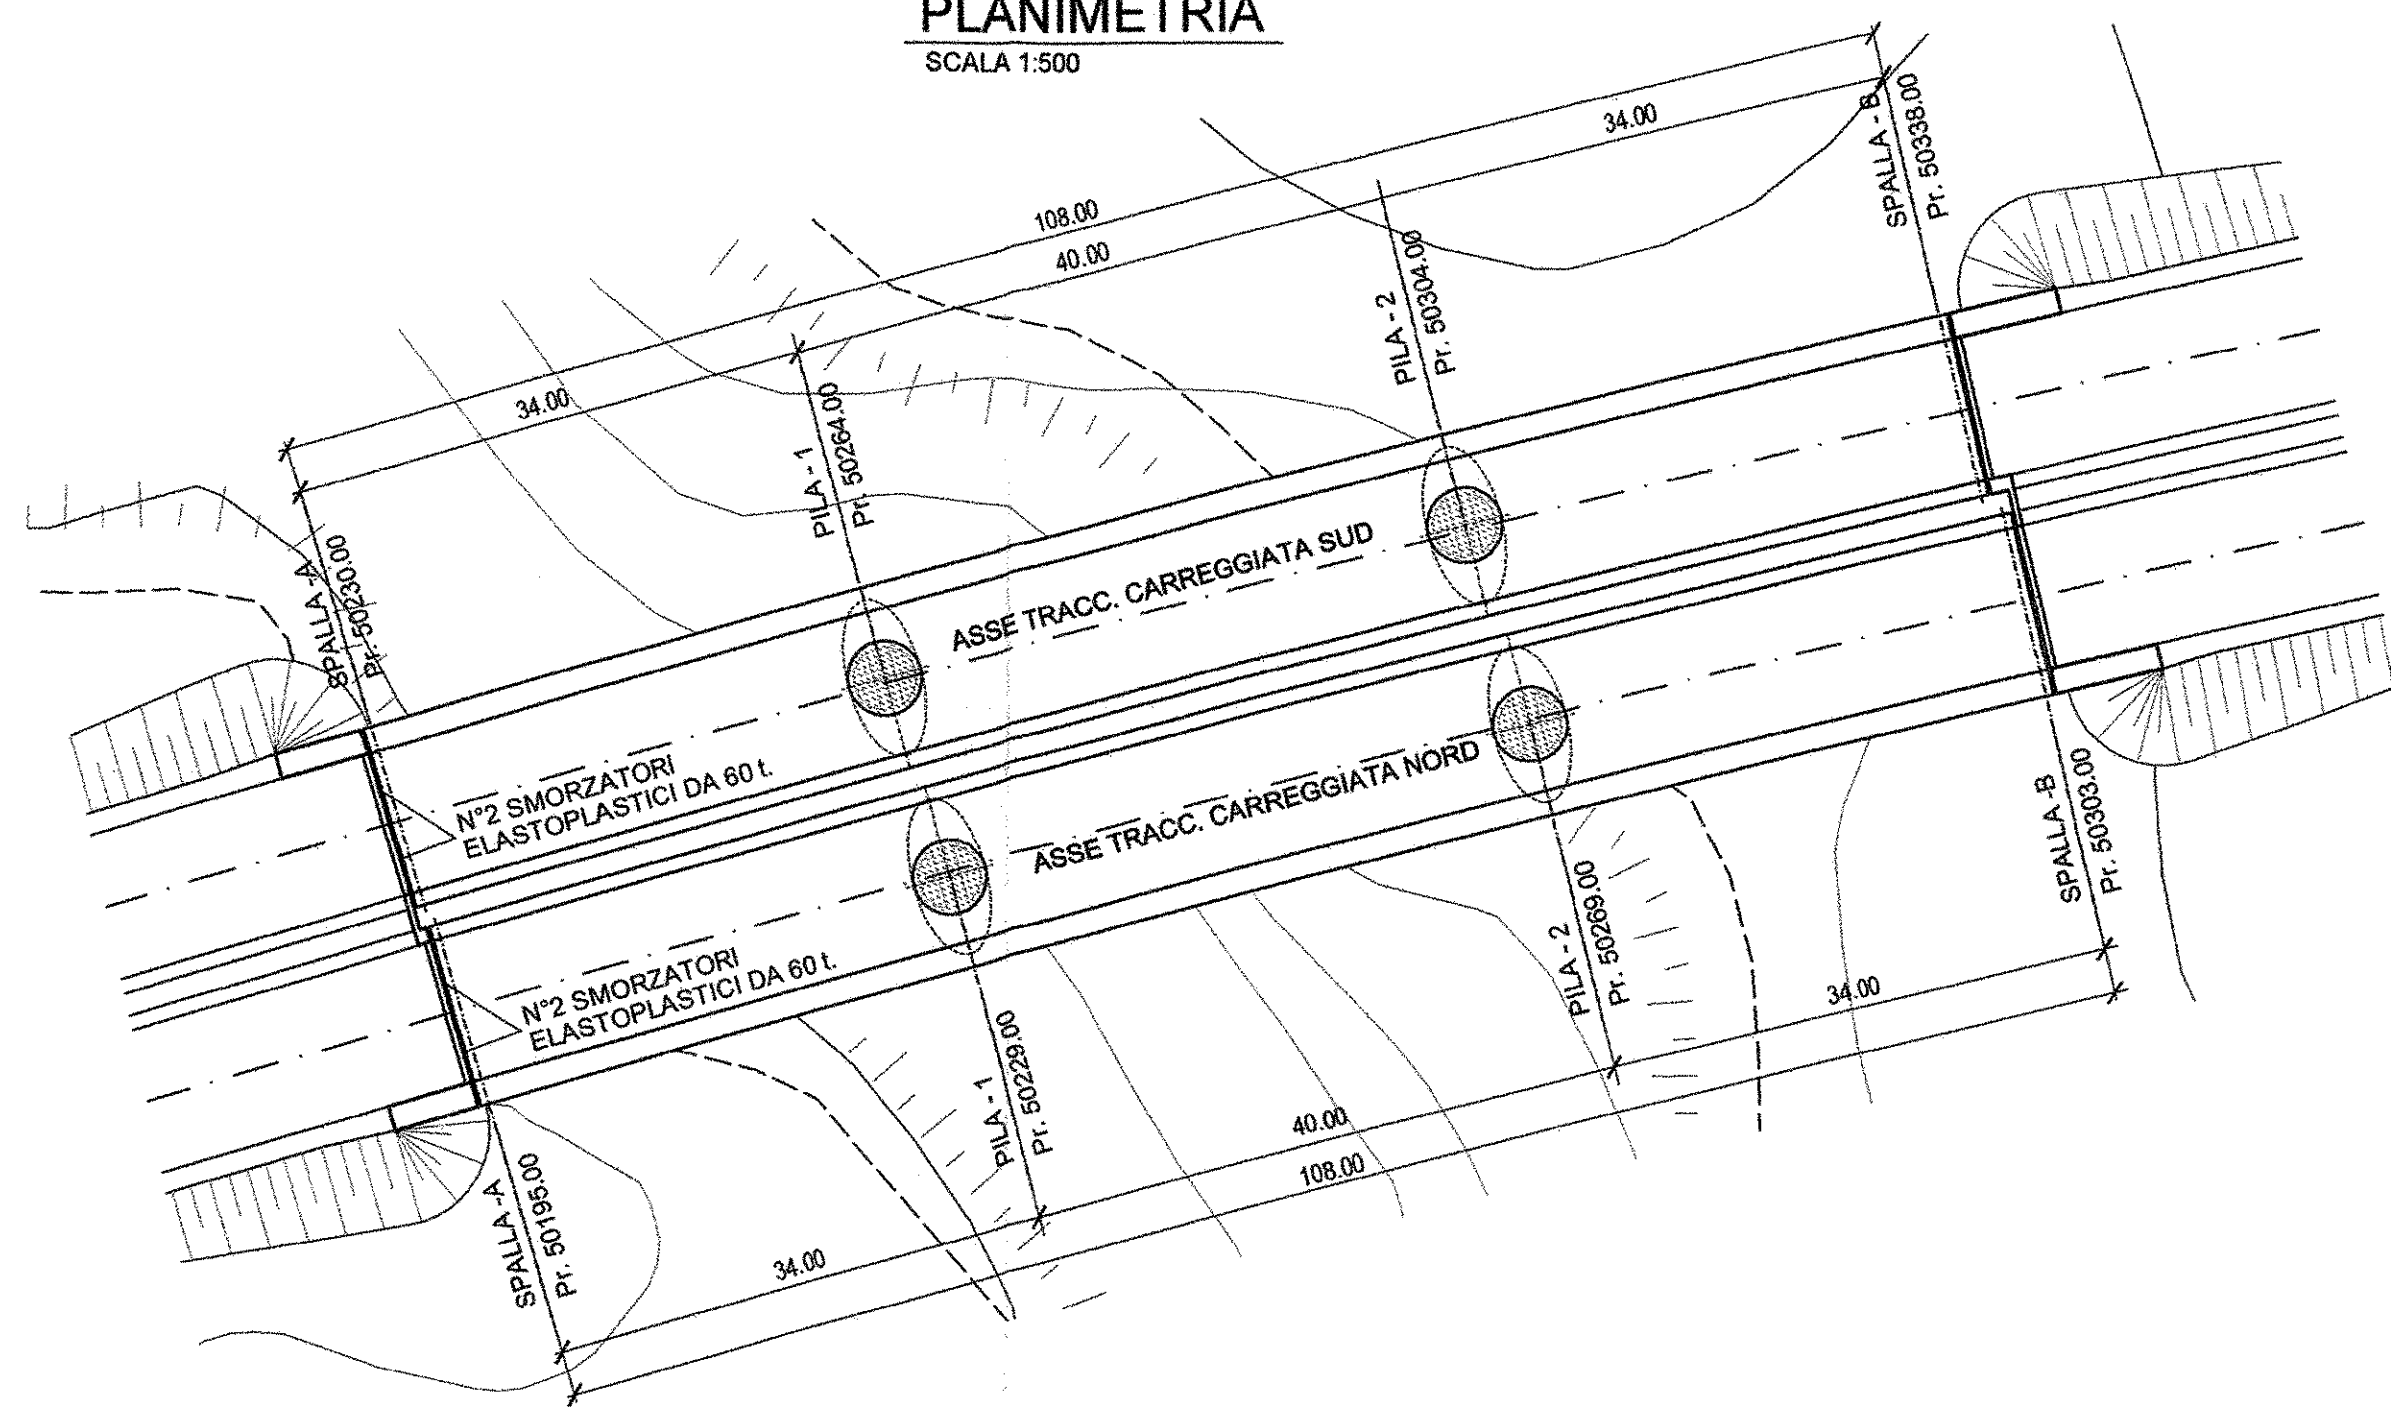 PLANIMETRIA
SCALA 1:500
108.00
34.00
40.00
34.00
SPALLA - B
Pr. 50338.00
PILA - 2
Pr. 50304.00
PILA - 1
Pr. 50264.00
SPALLA -A
Pr. 50230.00
ASSE TRACC. CARREGGIATA SUD
N°2 SMORZATORI
ELASTOPLASTICI DA 60 t.
ASSE TRACC. CARREGGIATA NORD
N°2 SMORZATORI
ELASTOPLASTICI DA 60 t.
SPALLA -B
Pr. 50303.00
PILA - 2
Pr. 50269.00
PILA - 1
Pr. 50229.00
SPALLA -A
Pr. 50195.00
34.00
40.00
34.00
108.00